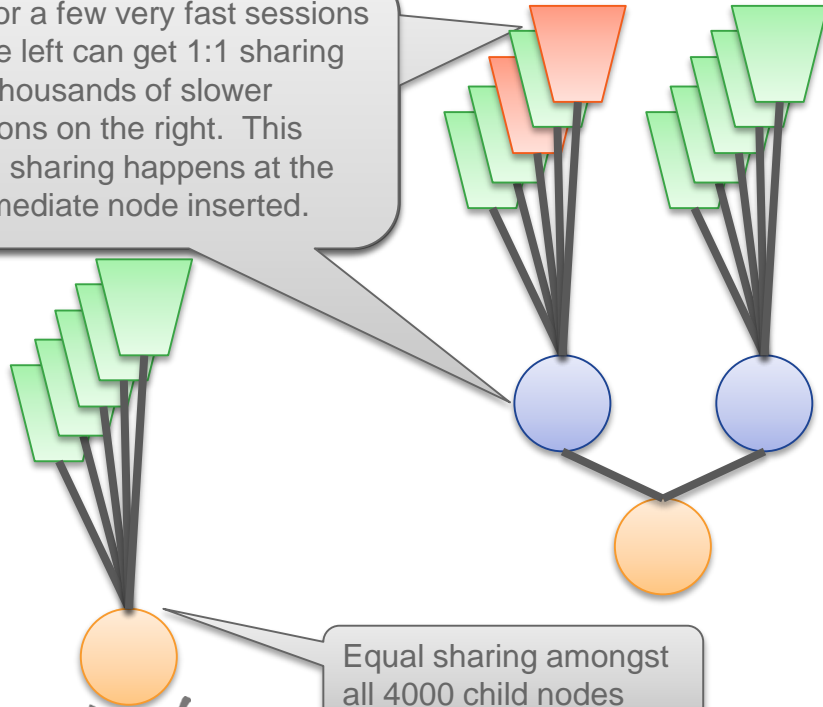 or a few very fast sessions
e left can get 1:1 sharing
housands of slower
ons on the right. This
sharing happens at the
mediate node inserted.
Equal sharing amongst
all 4000 child nodes